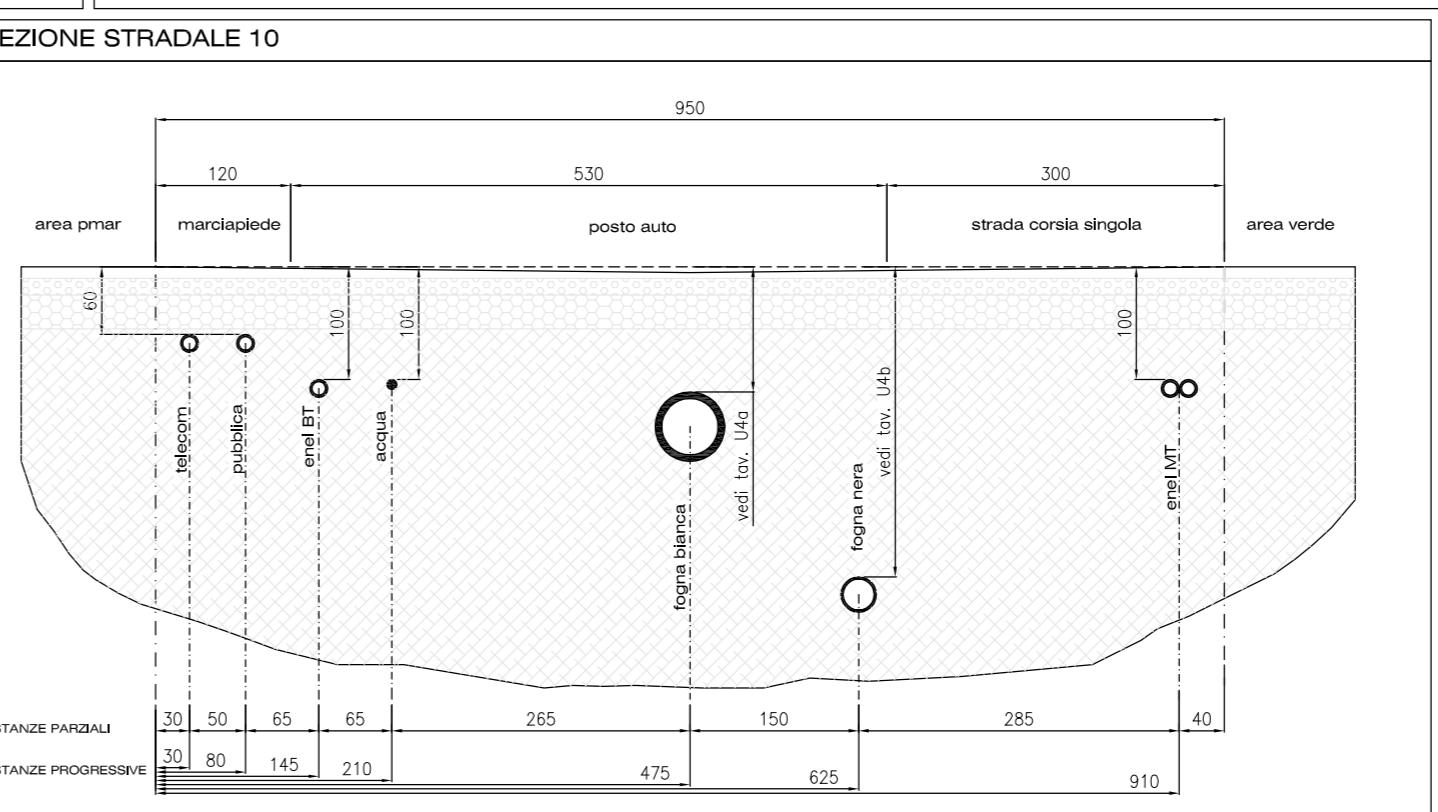 EZIONE STRADALE 10
950
120 530 300
area pmar marciapiede posto auto strada corsia singola area verde
60 100 100 100
telecom
pubblica
enel BT
acqua
fogna bianca
vedi tav. U4a
fogna nera
vedi tav. U4b
enel MT
STANZE PARZIALI 30 50 65 65 265 150 285 40
STANZE PROGRESSIVE 30 80 145 210 475 625 910